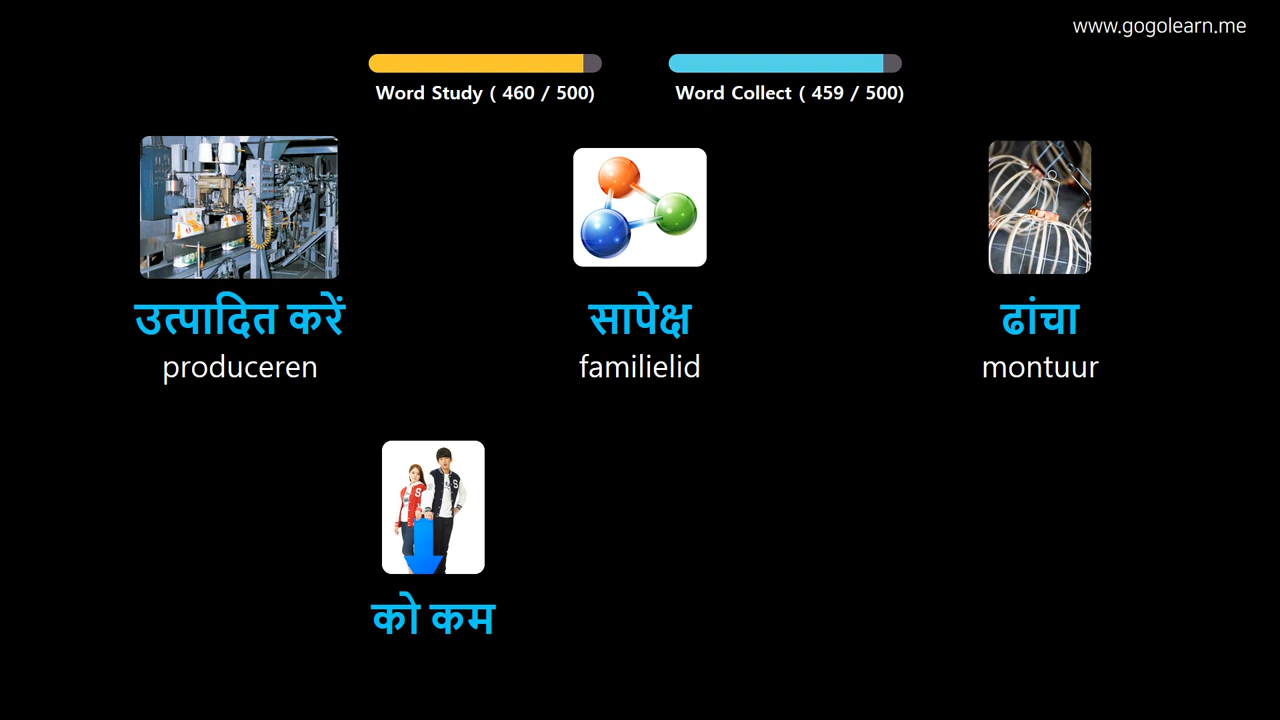 www.gogolearn.me
Word Study ( 460 / 500)
Word Collect ( 459 / 500)
उत्पादित करें
सापेक्ष
ढांचा
produceren
familielid
montuur
को कम